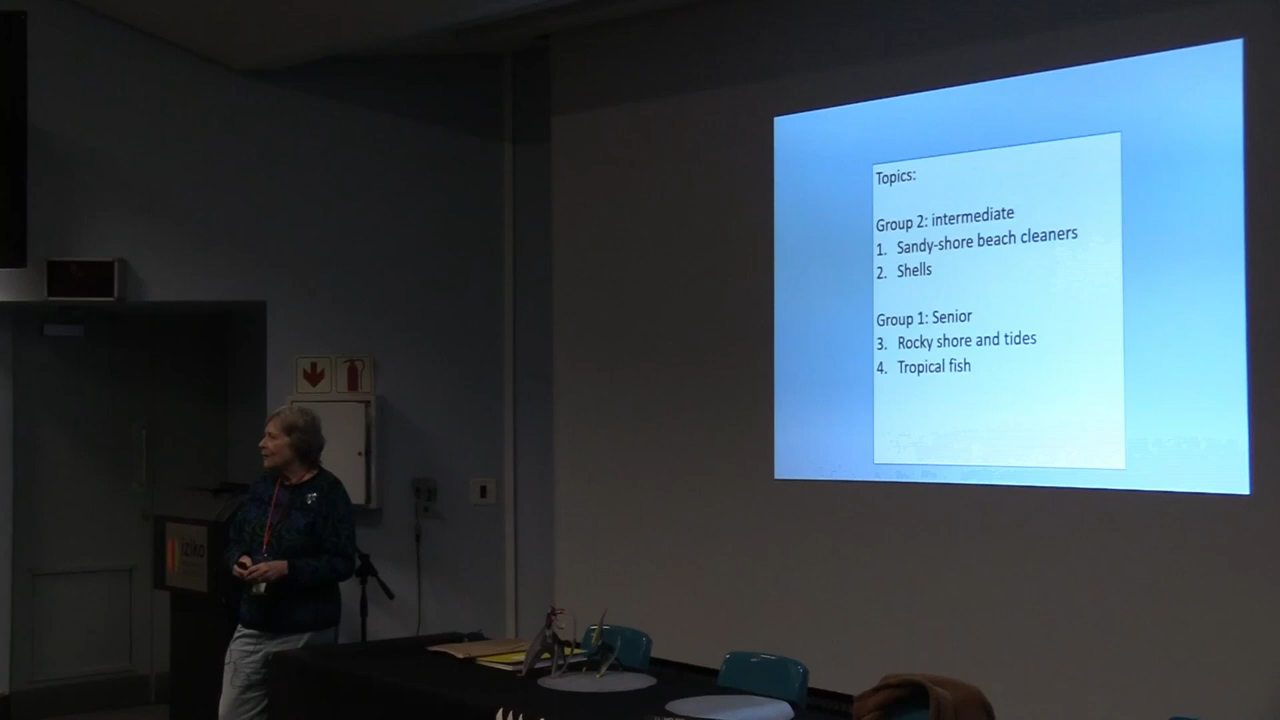 Topics:
Group 2: intermediate
1. Sandy-shore beach cleaners
2. Shells
Group 1: Senior
3. Rocky shore and tides
4. Tropical fish
iziko